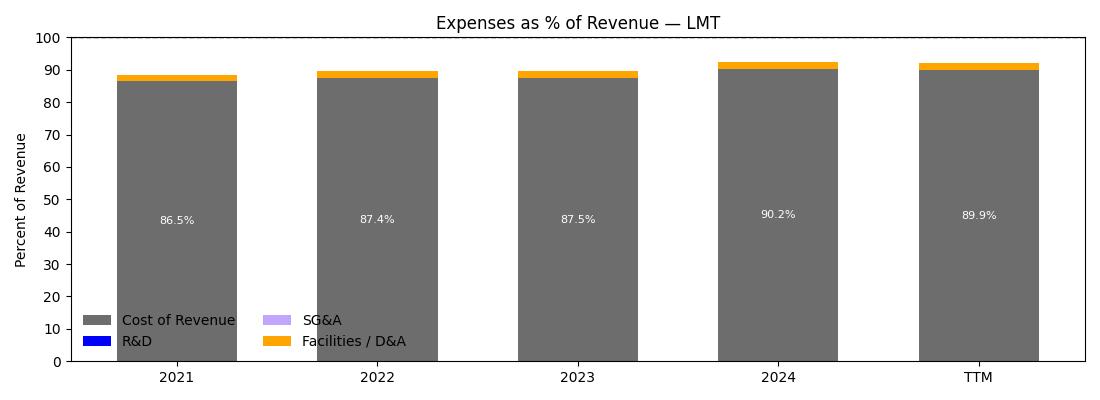 Expenses as % of Revenue — LMT
Percent of Revenue
100
90
80
70
60
50
40
30
20
10
0
86.5%
87.4%
87.5%
90.2%
89.9%
Cost of Revenue
R&D
SG&A
Facilities / D&A
2021
2022
2023
2024
TTM